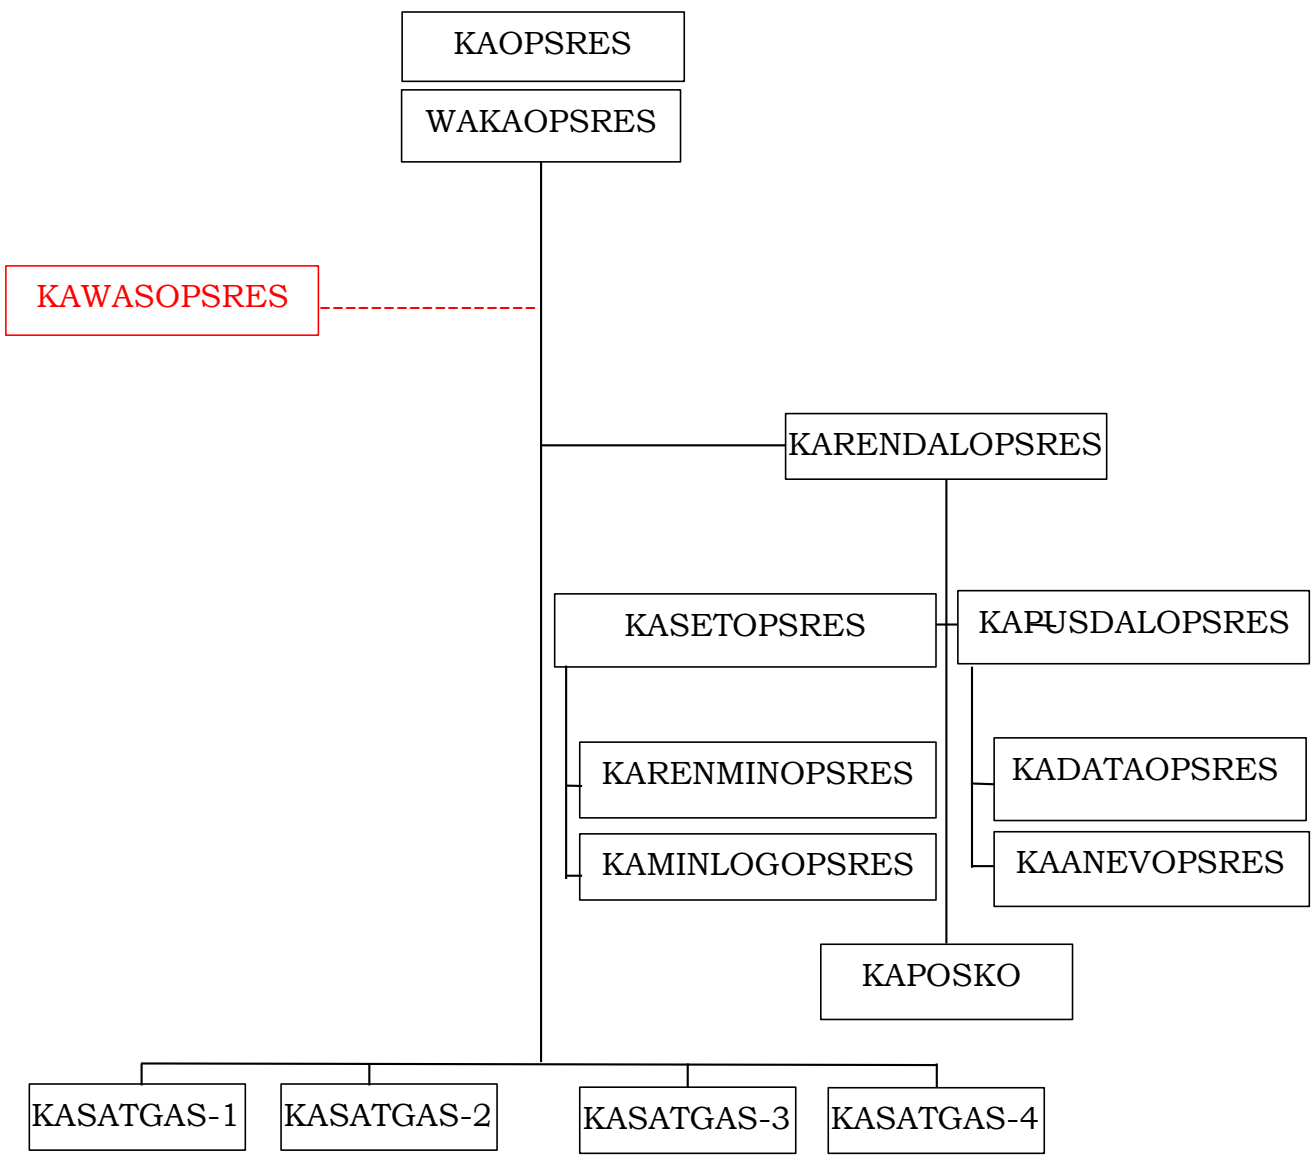 KAOPSRES
WAKAOPSRES
KAWASOPSRES
KARENDALOPSRES
KASETOPSRES
KAPUSDALOPSRES
KARENMINOPSRES
KADATAOPSRES
KAMINLOGOPSRES
KAANEVOPSRES
KAPOSKO
KASATGAS-1
KASATGAS-2
KASATGAS-3
KASATGAS-4